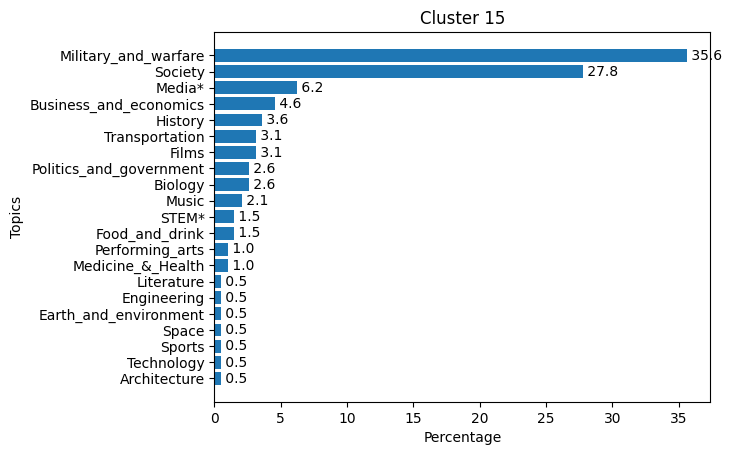 Cluster 15
Topics
Military_and_warfare 35.6
Society 27.8
Media* 6.2
Business_and_economics 4.6
History 3.6
Transportation 3.1
Films 3.1
Politics_and_government 2.6
Biology 2.6
Music 2.1
STEM* 1.5
Food_and_drink 1.5
Performing_arts 1.0
Medicine_&_Health 1.0
Literature 0.5
Engineering 0.5
Earth_and_environment 0.5
Space 0.5
Sports 0.5
Technology 0.5
Architecture 0.5
0 5 10 15 20 25 30 35
Percentage